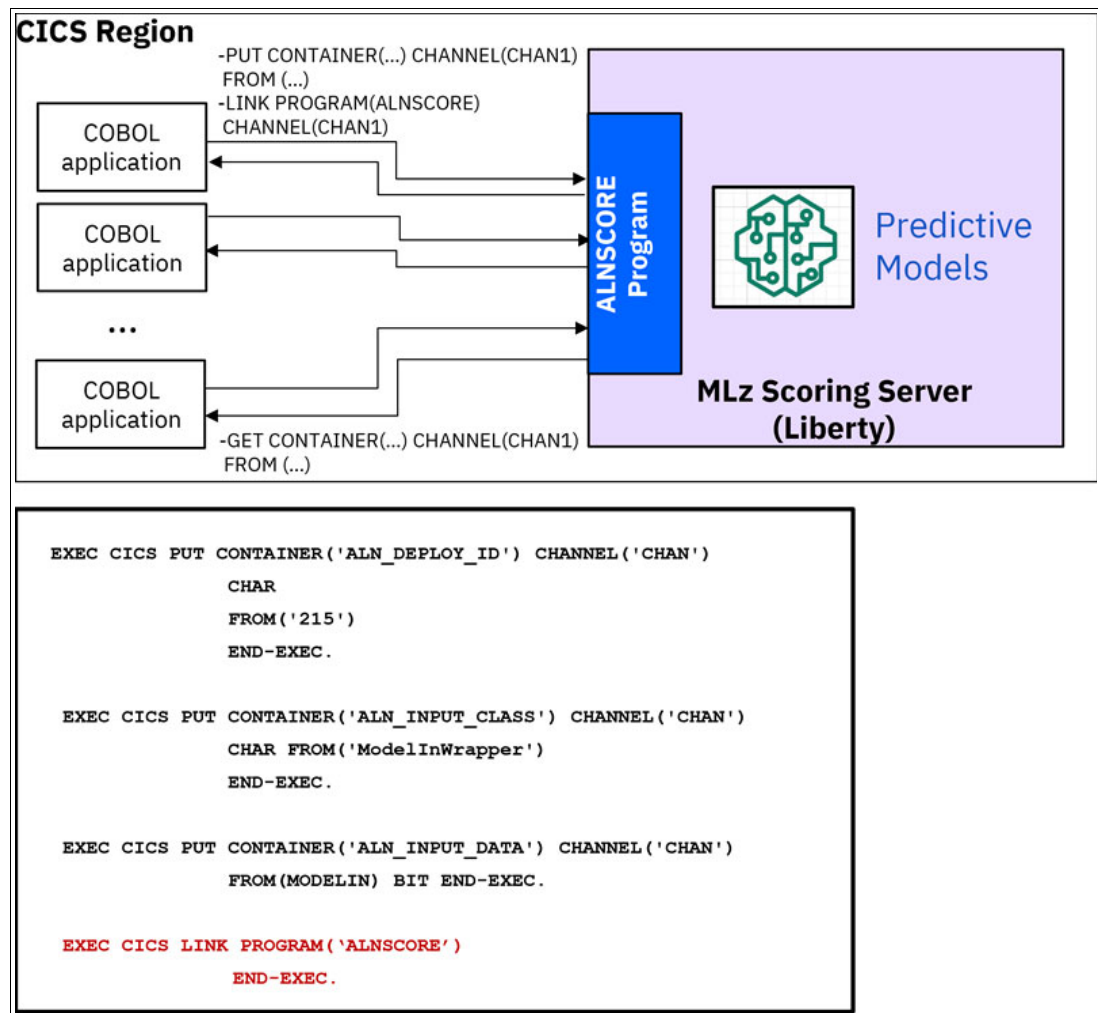 CICS Region
-PUT CONTAINER(...) CHANNEL(CHAN1)
FROM (...)
-LINK PROGRAM(ALNSCORE)
CHANNEL(CHAN1)
COBOL
application
COBOL
application
...
COBOL
application
-GET CONTAINER(...) CHANNEL(CHAN1)
FROM (...)
ALNSCORE
Program
Predictive
Models
MLz Scoring Server
(Liberty)
EXEC CICS PUT CONTAINER('ALN_DEPLOY_ID') CHANNEL('CHAN')
CHAR
FROM('215')
END-EXEC.
EXEC CICS PUT CONTAINER('ALN_INPUT_CLASS') CHANNEL('CHAN')
CHAR FROM('ModelInWrapper')
END-EXEC.
EXEC CICS PUT CONTAINER('ALN_INPUT_DATA') CHANNEL('CHAN')
FROM(MODELIN) BIT END-EXEC.
EXEC CICS LINK PROGRAM(‘ALNSCORE’)
END-EXEC.